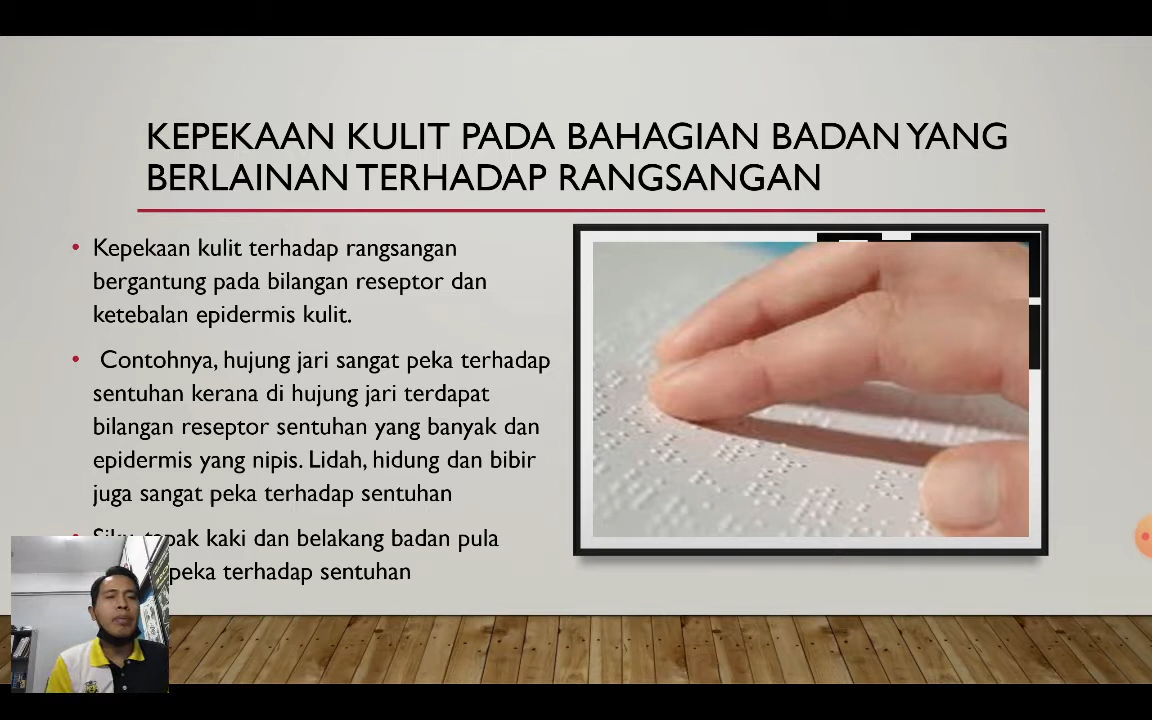 KEPEKAAN KULIT PADA BAHAGIAN BADAN YANG
BERLAINAN TERHADAP RANGSANGAN
• Kepekaan kulit terhadap rangsangan
bergantung pada bilangan reseptor dan
ketebalan epidermis kulit.
• Contohnya, hujung jari sangat peka terhadap
sentuhan kerana di hujung jari terdapat
bilangan reseptor sentuhan yang banyak dan
epidermis yang nipis. Lidah, hidung dan bibir
juga sangat peka terhadap sentuhan
• Siku, tapak kaki dan belakang badan pula
peka terhadap sentuhan